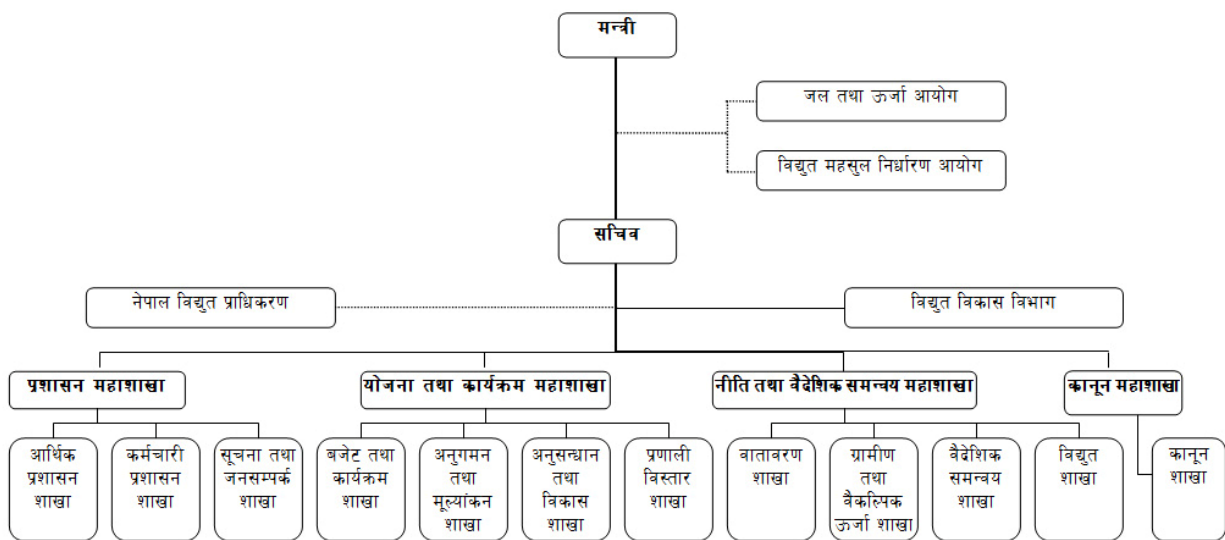 मन्त्री
जल तथा ऊर्जा आयोग
विद्युत महसुल निर्धारण आयोग
सचिव
नेपाल विद्युत प्राधिकरण
विद्युत विकास विभाग
प्रशासन महाशाखा
योजना तथा कार्यक्रम महाशाखा
नीति तथा वैदेशिक समन्वय महाशाखा
कानून महाशाखा
आर्थिक
प्रशासन
शाखा
कर्मचारी
प्रशासन
शाखा
सूचना तथा
जनसम्पर्क
शाखा
बजेट तथा
कार्यक्रम
शाखा
अनुगमन
तथा
मूल्यांकन
शाखा
अनुसन्धान
तथा
विकास
शाखा
प्रणाली
विस्तार
शाखा
वातावरण
शाखा
ग्रामीण
तथा
वैकल्पिक
ऊर्जा शाखा
वैदेशिक
समन्वय
शाखा
विद्युत
शाखा
कानून
शाखा